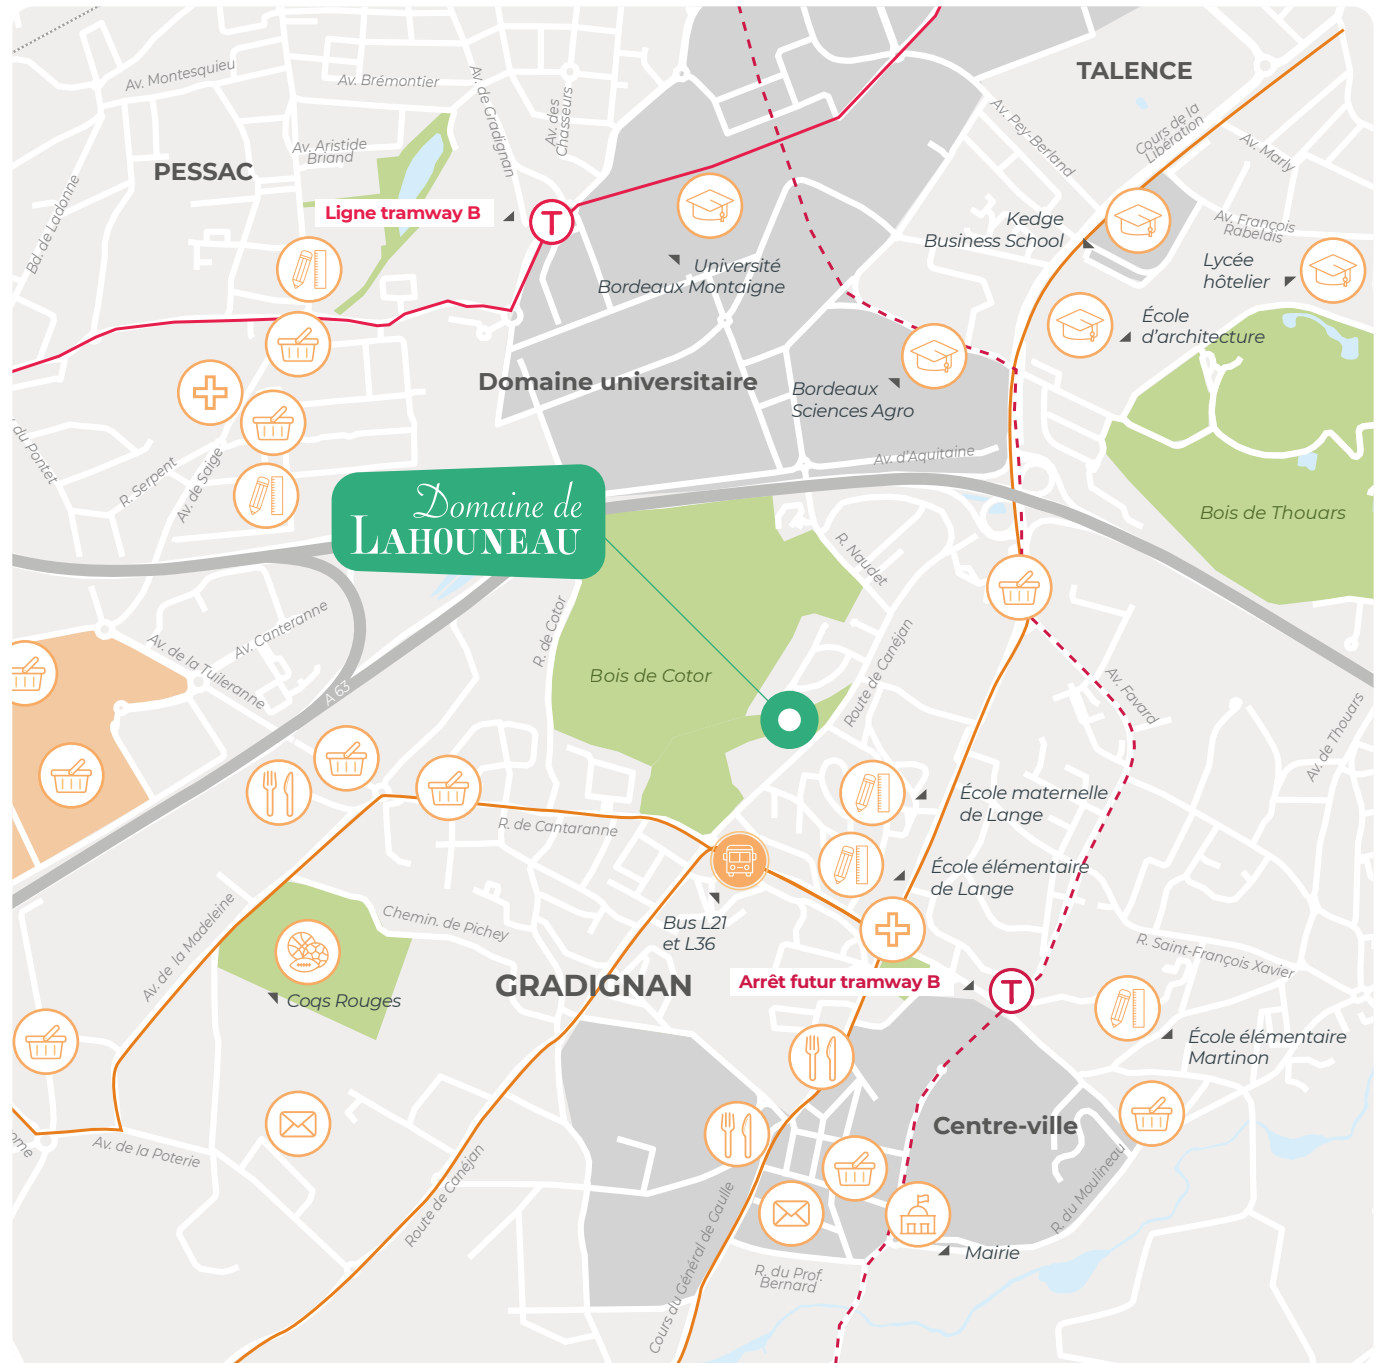 TALENCE
Av. Montesquieu
Av. Brémontier
Av. de Gradignan
Av. des
Chasseurs
Av. Pey-Berland
Cours de la
Libération
Av. Marly
Av. Aristide
Briand
PESSAC
Bd. de Ladonne
Ligne tramway B
T
Kedge
Business School
Av. François
Rabelais
Lycée
hôtelier
Université
Bordeaux Montaigne
École
d'architecture
Domaine universitaire
Bordeaux
Sciences Agro
du Pontet
R. Serpent
Av. de Saige
Av. d'Aquitaine
Domaine de
LAHOUNEAU
Bois de Thouars
R. Naudet
R. de Cotor
Av. Canteranne
Av. de la Tuileranne
A 63
Bois de Cotor
Route de Canéjan
Av. Favard
Av. de Thouars
École maternelle
de Lange
R. de Cantaranne
École élémentaire
de Lange
Av. de la Madeleine
Chemin. de Pichey
Bus L21
et L36
R. Saint-François Xavier
GRADIGNAN
Arrêt futur tramway B
T
Coqs Rouges
École élémentaire
Martinon
Centre-ville
ome
Av. de la Poterie
Route de Canéjan
R. du Moulineau
Cours du Général de Gaulle
Mairie
R. du Prof.
Bernard